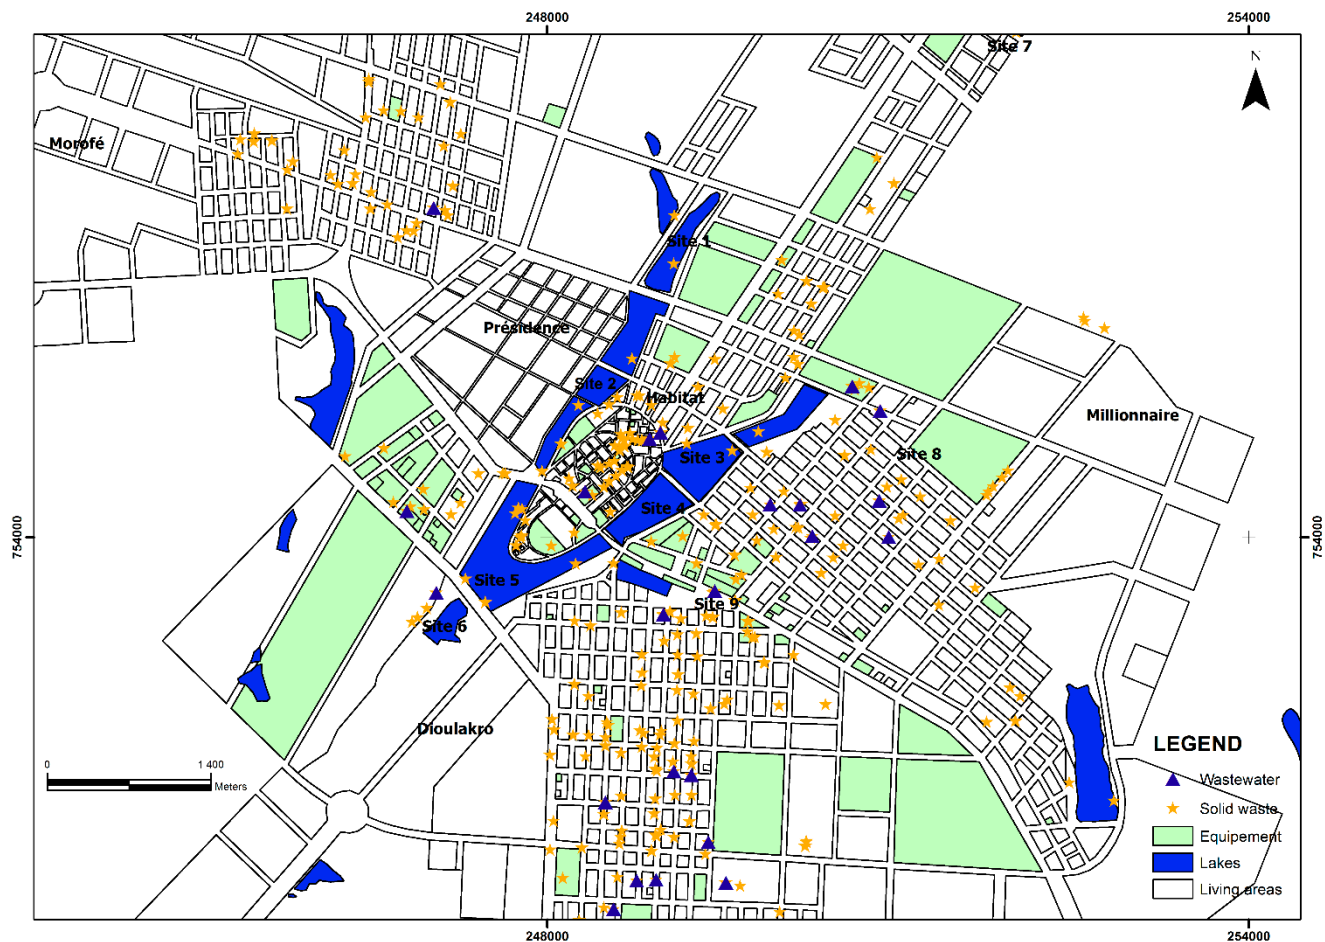 248000
254000
Site 7
N
Morofé
Site 1
Présidence
Site 2
Habitat
Millionnaire
Site 3
Site 8
Site 4
754000
754000
Site 5
Site 9
Site 6
Dioulakro
LEGEND
0
1 400
Meters
Wastewater
Solid waste
Equipement
Lakes
Living areas
248000
254000